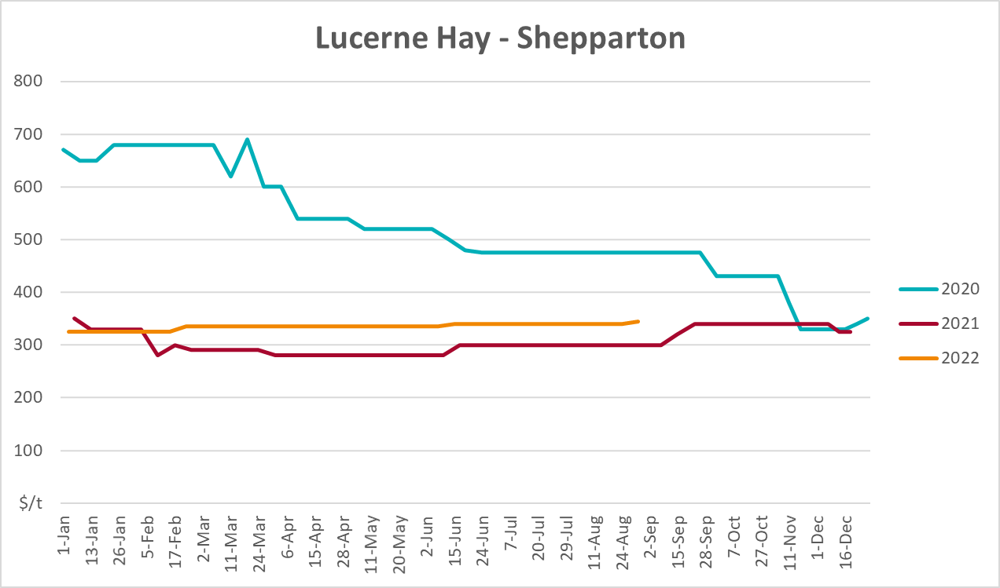 Lucerne Hay - Shepparton
800
700
600
500
400
300
200
100
$/t
1-Jan
13-Jan
26-Jan
5-Feb
17-Feb
2-Mar
11-Mar
24-Mar
6-Apr
15-Apr
28-Apr
11-May
20-May
2-Jun
15-Jun
24-Jun
7-Jul
20-Jul
29-Jul
11-Aug
24-Aug
2-Sep
15-Sep
28-Sep
7-Oct
27-Oct
11-Nov
1-Dec
16-Dec
2020
2021
2022